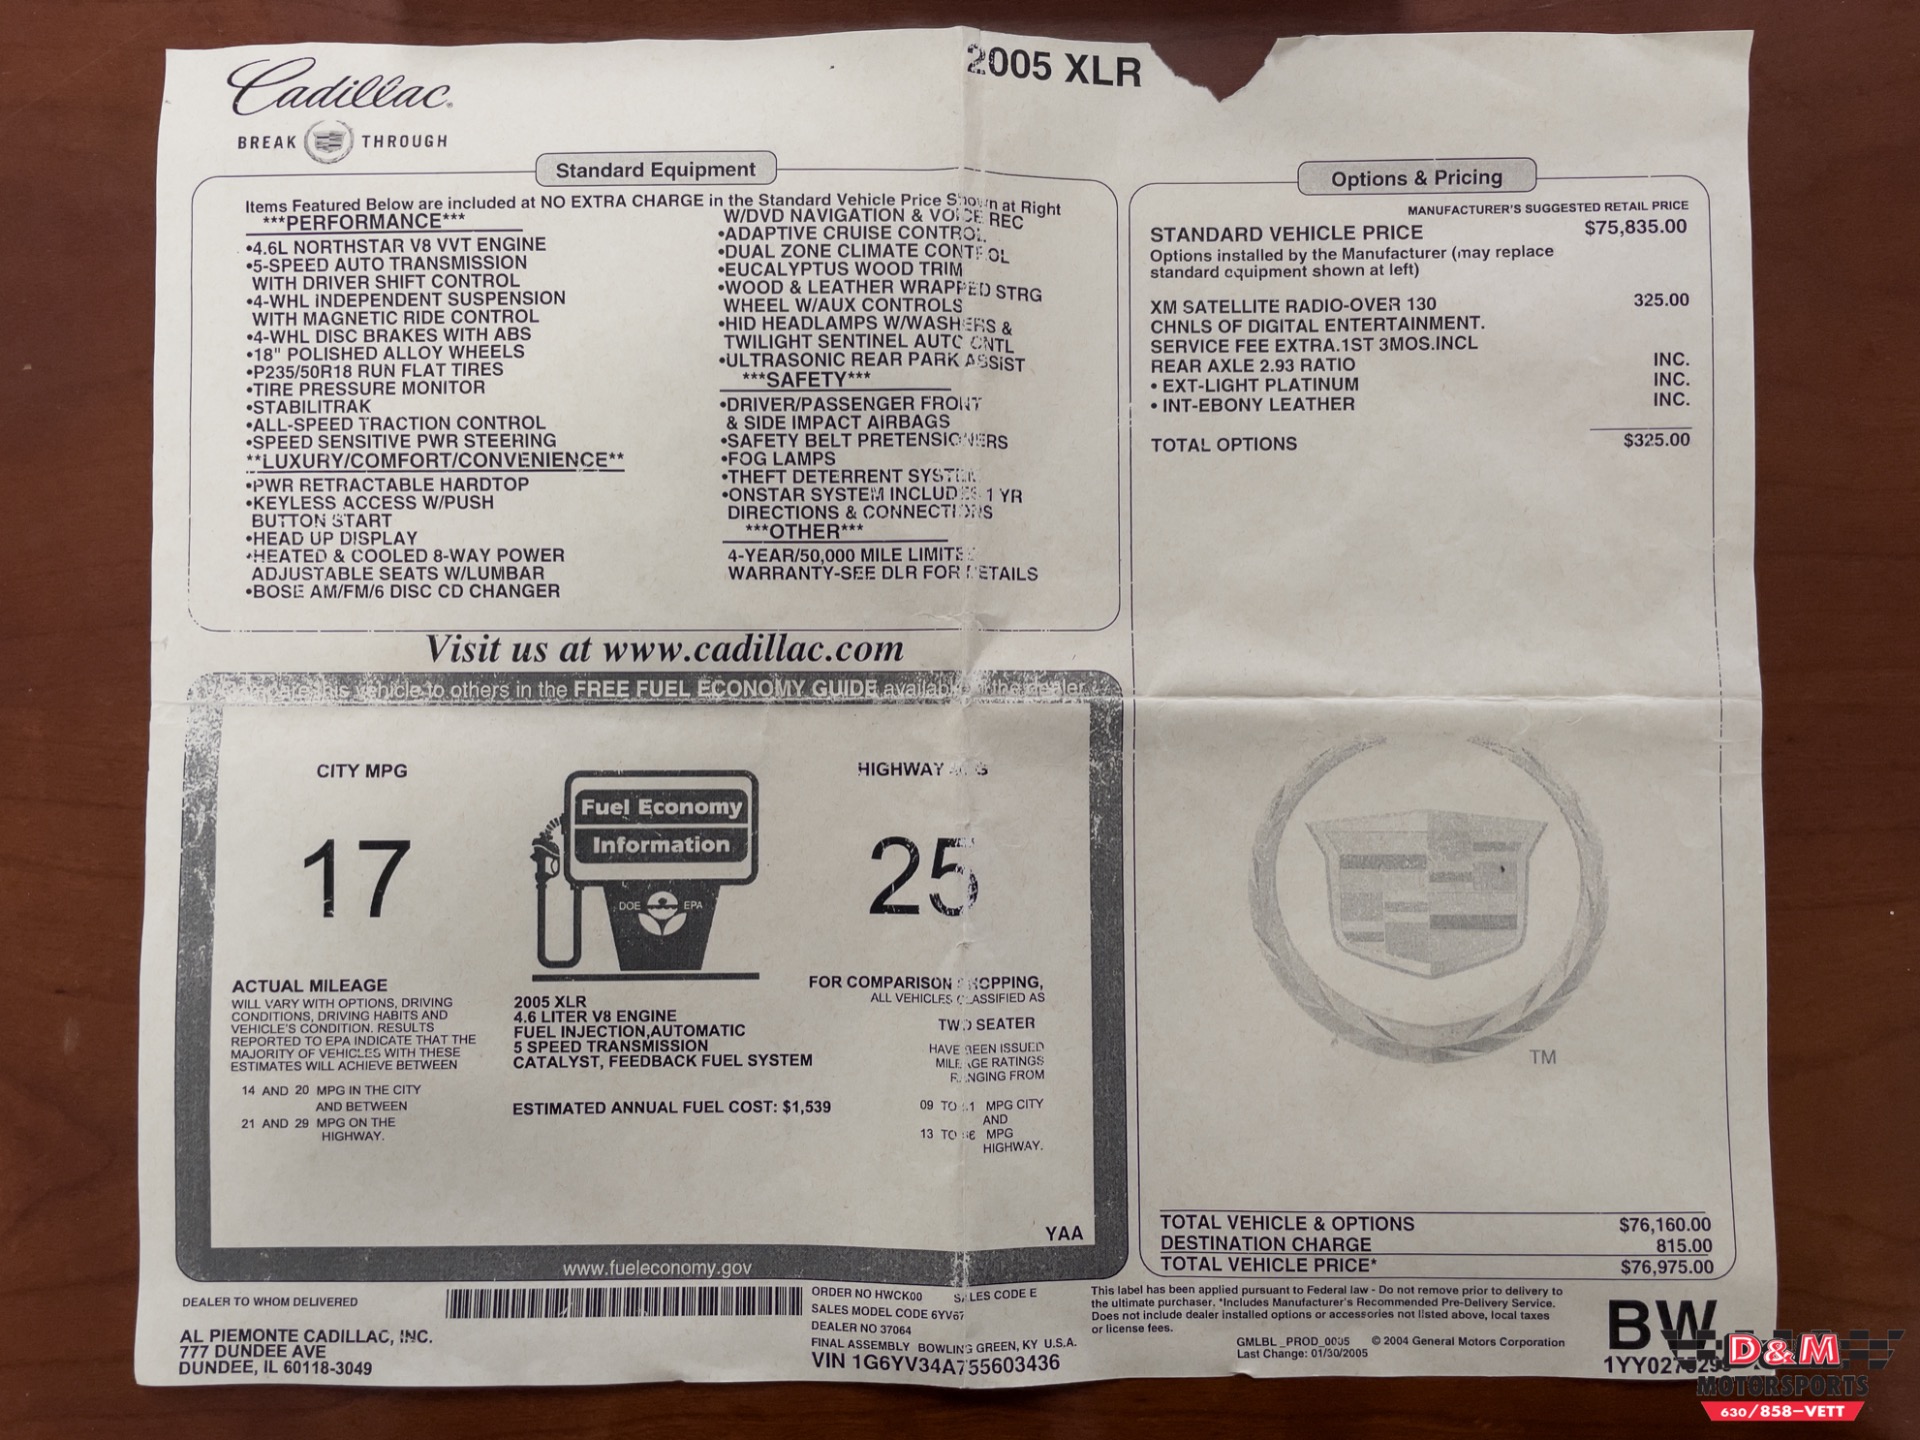 Cadillac
BREAK THROUGH
2005 XLR
Standard Equipment
Items Featured Below are included at NO EXTRA CHARGE in the Standard Vehicle Price Shown at Right
***PERFORMANCE***
•4.6L NORTHSTAR V8 VVT ENGINE
•5-SPEED AUTO TRANSMISSION
WITH DRIVER SHIFT CONTROL
•4-WHL INDEPENDENT SUSPENSION
WITH MAGNETIC RIDE CONTROL
•4-WHL DISC BRAKES WITH ABS
•18" POLISHED ALLOY WHEELS
•P235/50R18 RUN FLAT TIRES
•TIRE PRESSURE MONITOR
•STABILITRAK
•ALL-SPEED TRACTION CONTROL
•SPEED SENSITIVE PWR STEERING
**LUXURY/COMFORT/CONVENIENCE**
•PWR RETRACTABLE HARDTOP
•KEYLESS ACCESS W/PUSH
BUTTON START
•HEAD UP DISPLAY
•HEATED & COOLED 8-WAY POWER
ADJUSTABLE SEATS W/LUMBAR
•BOSE AM/FM/6 DISC CD CHANGER
W/DVD NAVIGATION & VOICE REC
•ADAPTIVE CRUISE CONTROL
•DUAL ZONE CLIMATE CONTROL
•EUCALYPTUS WOOD TRIM
•WOOD & LEATHER WRAPPED STRG
WHEEL W/AUX CONTROLS
•HID HEADLAMPS W/WASHERS &
TWILIGHT SENTINEL AUTO CNTL
•ULTRASONIC REAR PARK ASSIST
***SAFETY***
•DRIVER/PASSENGER FRONT
& SIDE IMPACT AIRBAGS
•SAFETY BELT PRETENSIONERS
•FOG LAMPS
•THEFT DETERRENT SYSTEM
•ONSTAR SYSTEM INCLUDES 1 YR
DIRECTIONS & CONNECTIONS
***OTHER***
4-YEAR/50,000 MILE LIMITED
WARRANTY-SEE DLR FOR DETAILS
Options & Pricing
MANUFACTURER'S SUGGESTED RETAIL PRICE
STANDARD VEHICLE PRICE $75,835.00
Options installed by the Manufacturer (may replace
standard equipment shown at left)
XM SATELLITE RADIO-OVER 130 325.00
CHNLS OF DIGITAL ENTERTAINMENT.
SERVICE FEE EXTRA.1ST 3MOS.INCL
REAR AXLE 2.93 RATIO INC.
• EXT-LIGHT PLATINUM INC.
• INT-EBONY LEATHER INC.
TOTAL OPTIONS $325.00
Visit us at www.cadillac.com
Compare this vehicle to others in the FREE FUEL ECONOMY GUIDE available at the dealer
CITY MPG
17
Fuel Economy
Information
DOE EPA
HIGHWAY MPG
25
ACTUAL MILEAGE
WILL VARY WITH OPTIONS, DRIVING
CONDITIONS, DRIVING HABITS AND
VEHICLE'S CONDITION. RESULTS
REPORTED TO EPA INDICATE THAT THE
MAJORITY OF VEHICLES WITH THESE
ESTIMATES WILL ACHIEVE BETWEEN
14 AND 20 MPG IN THE CITY
AND BETWEEN
21 AND 29 MPG ON THE
HIGHWAY.
2005 XLR
4.6 LITER V8 ENGINE
FUEL INJECTION,AUTOMATIC
5 SPEED TRANSMISSION
CATALYST, FEEDBACK FUEL SYSTEM
ESTIMATED ANNUAL FUEL COST: $1,539
FOR COMPARISON SHOPPING,
ALL VEHICLES CLASSIFIED AS
TWO SEATER
HAVE BEEN ISSUED
MILEAGE RATINGS
RANGING FROM
09 TO MPG CITY
AND
13 TO MPG
HIGHWAY.
YAA
www.fueleconomy.gov
TM
TOTAL VEHICLE & OPTIONS $76,160.00
DESTINATION CHARGE 815.00
TOTAL VEHICLE PRICE* $76,975.00
DEALER TO WHOM DELIVERED
AL PIEMONTE CADILLAC, INC.
777 DUNDEE AVE
DUNDEE, IL 60118-3049
ORDER NO HWCK00 SALES CODE E
SALES MODEL CODE 6YV67
DEALER NO 37064
FINAL ASSEMBLY BOWLING GREEN, KY U.S.A.
VIN 1G6YV34A755603436
This label has been applied pursuant to Federal law - Do not remove prior to delivery to
the ultimate purchaser. *Includes Manufacturer's Recommended Pre-Delivery Service.
Does not include dealer installed options or accessories not listed above, local taxes
or license fees.
GMLBL_PROD_0005 © 2004 General Motors Corporation
Last Change: 01/30/2005
BW
D&M
MOTORSPORTS
630/858-VETT